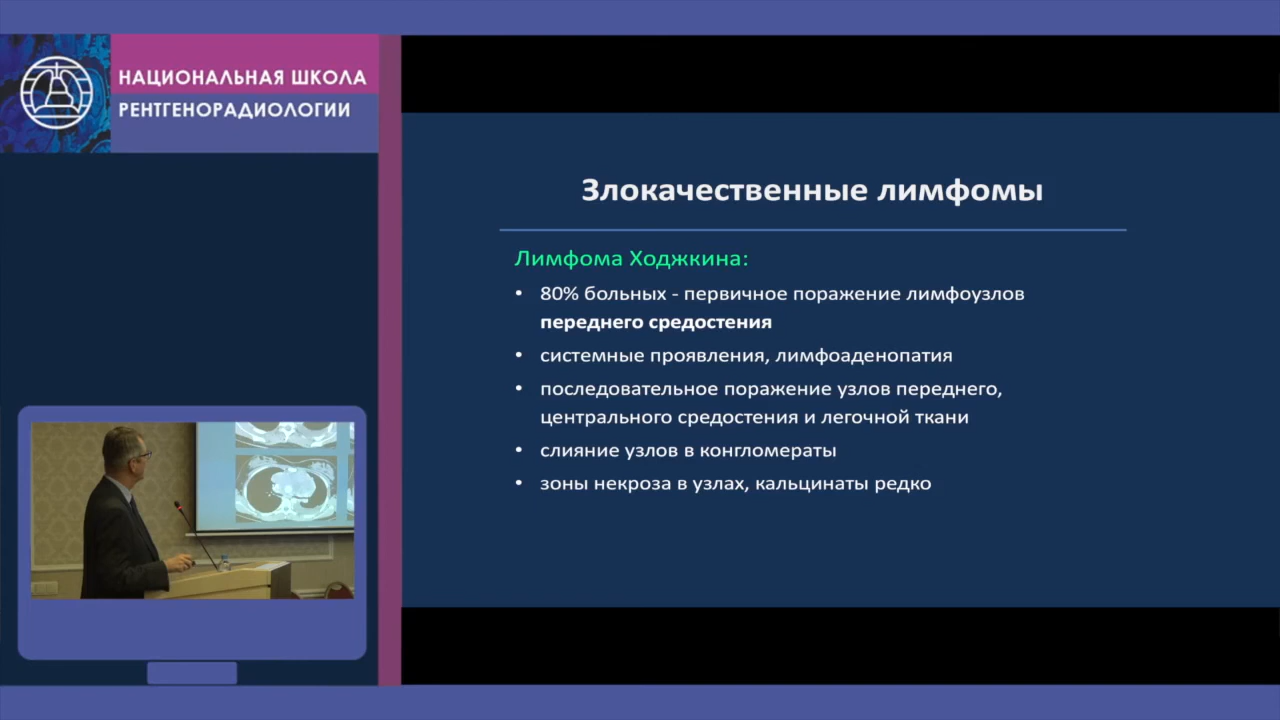 НАЦИОНАЛЬНАЯ ШКОЛА
РЕНТГЕНОРАДИОЛОГИИ
Злокачественные лимфомы
Лимфома Ходжкина:
• 80% больных - первичное поражение лимфоузлов
переднего средостения
• системные проявления, лимфоаденопатия
• последовательное поражение узлов переднего,
центрального средостения и легочной ткани
• слияние узлов в конгломераты
• зоны некроза в узлах, кальцинаты редко